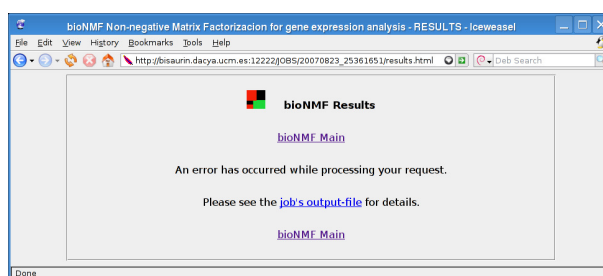 bioNMF Non-negative Matrix Factorizacion for gene expression analysis - RESULTS - Iceweasel
File Edit View History Bookmarks Tools Help
http://bisaurin.dacya.ucm.es:12222/JOBS/20070823_25361651/results.html Deb Search
bioNMF Results
bioNMF Main
An error has occurred while processing your request.
Please see the job's output-file for details.
bioNMF Main
Done